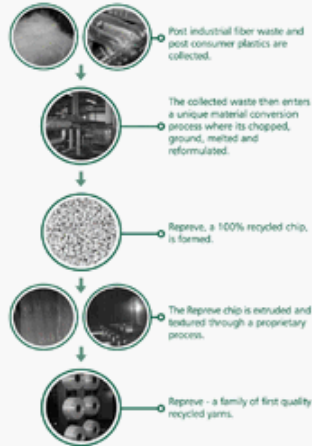 Post industrial fiber waste and
post consumer plastics are
collected.
The collected waste then enters
a unique material conversion
process where its chopped,
ground, melted and
reformulated.
Repreve, a 100% recycled chip,
is formed.
The Repreve chip is extruded and
textured through a proprietary
process.
Repreve - a family of first quality
recycled yarns.